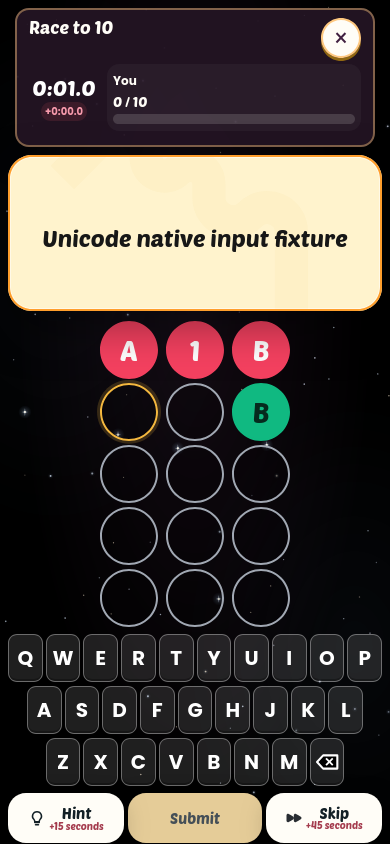 Race to 10
×
0:01.0
+0:00.0
You
0 / 10
Unicode native input fixture
A 1 B
B
Q W E R T Y U I O P
A S D F G H J K L
Z X C V B N M
Hint
+15 seconds
Submit
Skip
+45 seconds